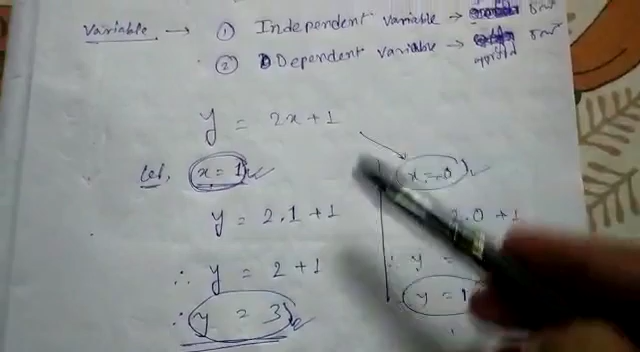 Variable → ① Independent variable →
② Dependent variable →
y = 2x+1
Let, x = 1
x = 0
y = 2.1 +1
2.0 +1
∴ y = 2 +1
∴ y =
∴ y = 3
y = 1